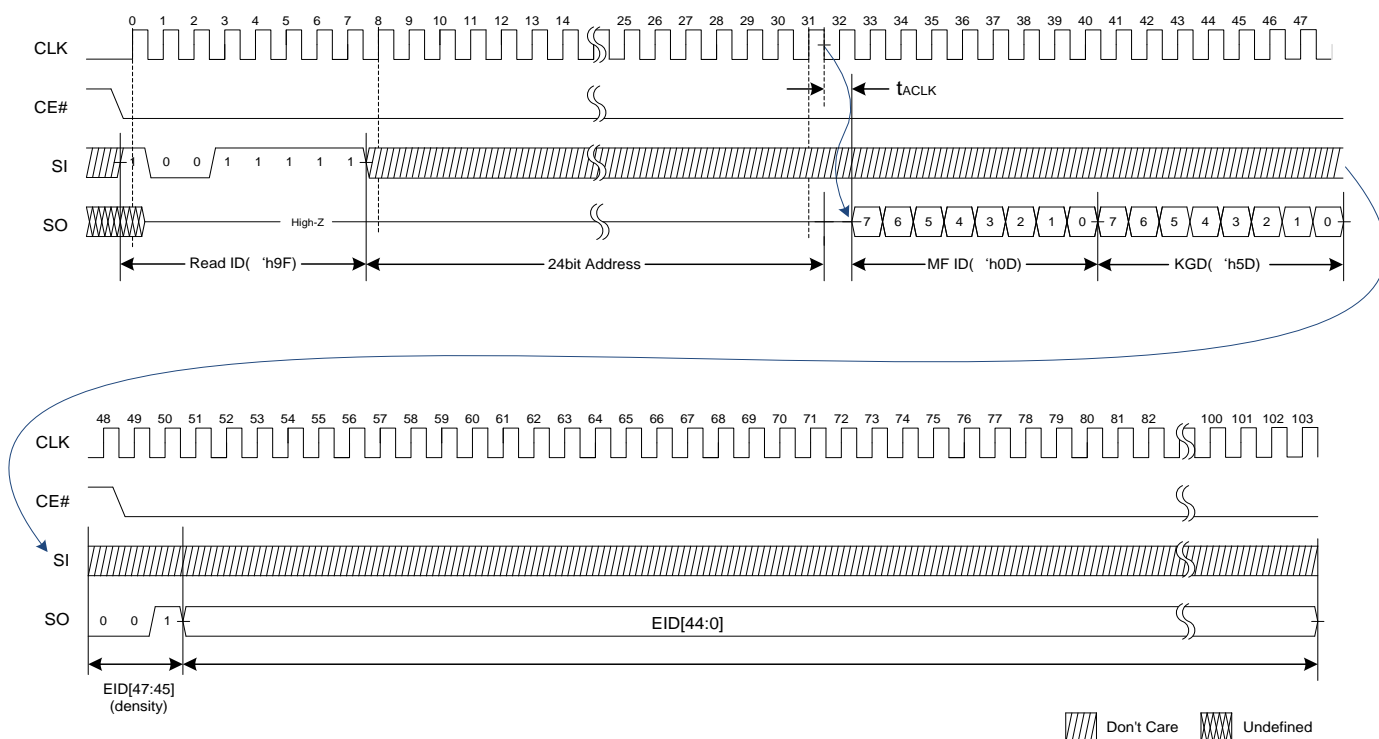 0 1 2 3 4 5 6 7 8 9 10 11 12 13 14 25 26 27 28 29 30 31 32 33 34 35 36 37 38 39 40 41 42 43 44 45 46 47
CLK
CE#
tACLK
SI 1 0 0 1 1 1 1 1
SO High-Z 7 6 5 4 3 2 1 0 7 6 5 4 3 2 1 0
Read ID( ‘h9F) 24bit Address MF ID( ‘h0D) KGD( ‘h5D)
48 49 50 51 52 53 54 55 56 57 58 59 60 61 62 63 64 65 66 67 68 69 70 71 72 73 74 75 76 77 78 79 80 81 82 100 101 102 103
CLK
CE#
SI
SO 0 0 1 EID[44:0]
EID[47:45]
(density)
Don't Care Undefined